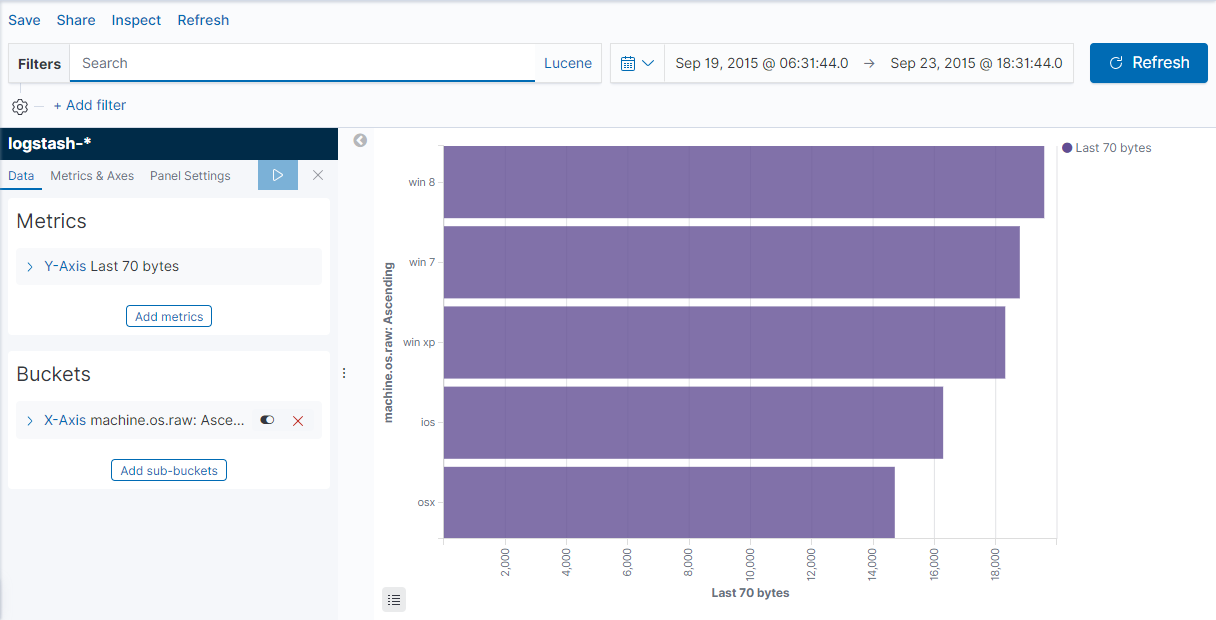 Save Share Inspect Refresh
Filters Search Lucene Sep 19, 2015 @ 06:31:44.0 → Sep 23, 2015 @ 18:31:44.0 Refresh
+ Add filter
logstash-*
Data Metrics & Axes Panel Settings
Metrics
Y-Axis Last 70 bytes
Add metrics
Buckets
X-Axis machine.os.raw: Asce...
Add sub-buckets
machine.os.raw: Ascending
win 8
win 7
win xp
ios
osx
2,000 4,000 6,000 8,000 10,000 12,000 14,000 16,000 18,000
Last 70 bytes
Last 70 bytes